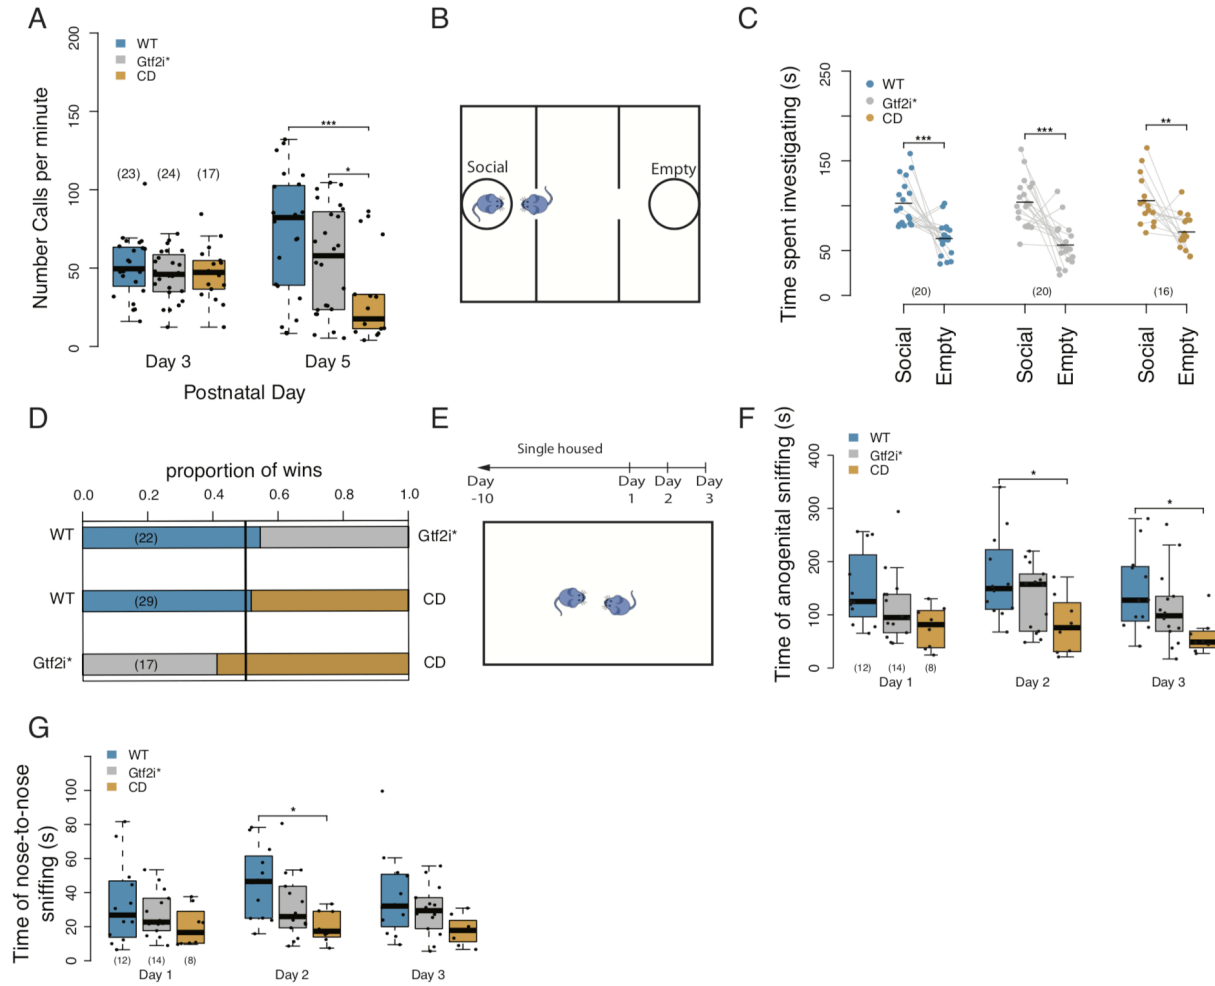 A
Number Calls per minute
200
150
100
50
0
WT
Gtf2i*
CD
(23) (24) (17)
***
*
Day 3 Day 5
Postnatal Day
B
Social
Empty
C
Time spent investigating (s)
250
150
50
0
WT
Gtf2i*
CD
*** *** **
(20) (20) (16)
Social Empty Social Empty Social Empty
D
proportion of wins
0.0 0.2 0.4 0.6 0.8 1.0
WT (22) Gtf2i*
WT (29) CD
Gtf2i* (17) CD
E
Single housed
Day Day Day Day
-10 1 2 3
F
Time of anogenital sniffing (s)
400
300
200
100
0
WT
Gtf2i*
CD
*
*
(12) (14) (8)
Day 1 Day 2 Day 3
G
Time of nose-to-nose
sniffing (s)
100
80
60
40
20
0
WT
Gtf2i*
CD
*
(12) (14) (8)
Day 1 Day 2 Day 3